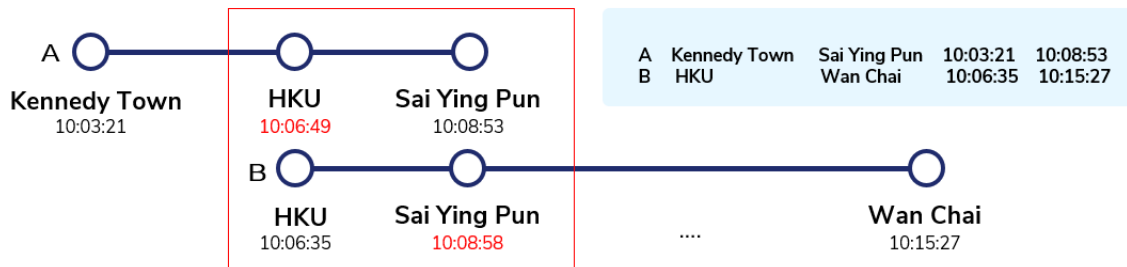 A
Kennedy Town
10:03:21
HKU
10:06:49
Sai Ying Pun
10:08:53
A Kennedy Town Sai Ying Pun 10:03:21 10:08:53
B HKU Wan Chai 10:06:35 10:15:27
B
HKU
10:06:35
Sai Ying Pun
10:08:58
....
Wan Chai
10:15:27